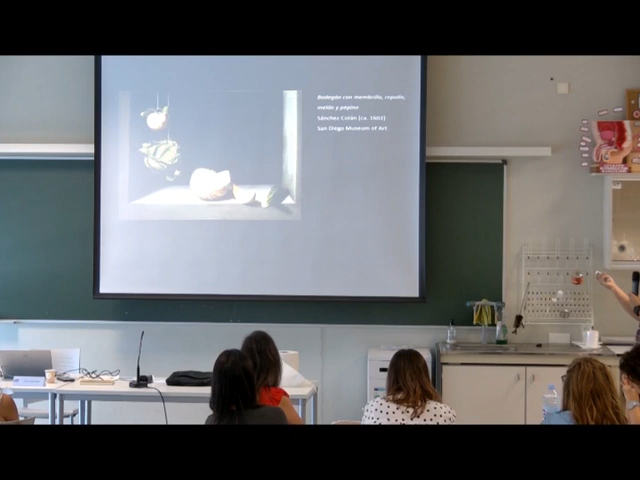 Bodegón con membrillo, repollo,
melón y pepino
Sánchez Cotán (ca. 1602)
San Diego Museum of Art